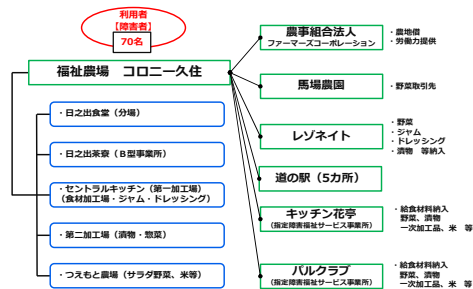 利用者
【障害者】
70名
福祉農場　コロニー久住
・日之出食堂（分場）
・日之出茶寮（Ｂ型事業所）
・セントラルキッチン（第一加工場）
（食材加工場・ジャム・ドレッシング）
・第二加工場（漬物・惣菜）
・つえもと農場（サラダ野菜、米等）
農事組合法人
ファーマーズコーポレーション
・農地借
・労働力提供
馬場農園
・野菜取引先
レゾネイト
・野菜
・ジャム
・ドレッシング
・漬物　等納入
道の駅（5カ所）
キッチン花亭
（指定障害福祉サービス事業所）
・給食材料納入
野菜、漬物
一次加工品、米　等
パルクラブ
（指定障害福祉サービス事業所）
・給食材料納入
野菜、漬物
一次加工品、米　等